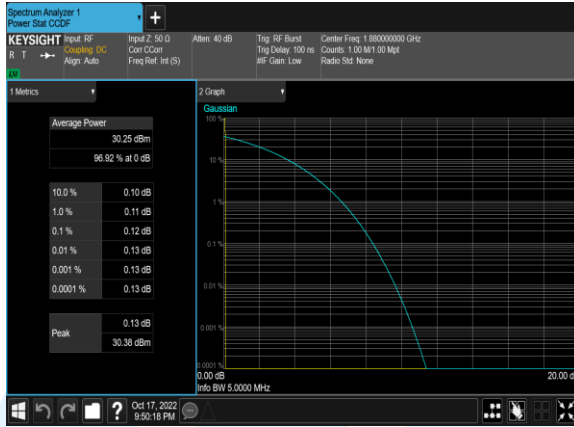 Spectrum Analyzer 1
Power Stat CCDF
+
KEYSIGHT
R T
LXI
Input: RF
Coupling: DC
Align: Auto
Input Z: 50 Ω
Corr CCorr
Freq Ref: Int (S)
Atten: 40 dB
Trig: RF Burst
Trig Delay: 100 ns
#IF Gain: Low
Center Freq: 1.880000000 GHz
Counts: 1.00 M/1.00 Mpt
Radio Std: None
1 Metrics
Average Power
30.25 dBm
96.92 % at 0 dB
10.0 % 0.10 dB
1.0 % 0.11 dB
0.1 % 0.12 dB
0.01 % 0.13 dB
0.001 % 0.13 dB
0.0001 % 0.13 dB
Peak
0.13 dB
30.38 dBm
2 Graph
Gaussian
100 %
10 %
1 %
0.1 %
0.01 %
0.001 %
0.0001 %
0.00 dB
20.00 d
Info BW 5.0000 MHz
?
Oct 17, 2022
9:50:18 PM